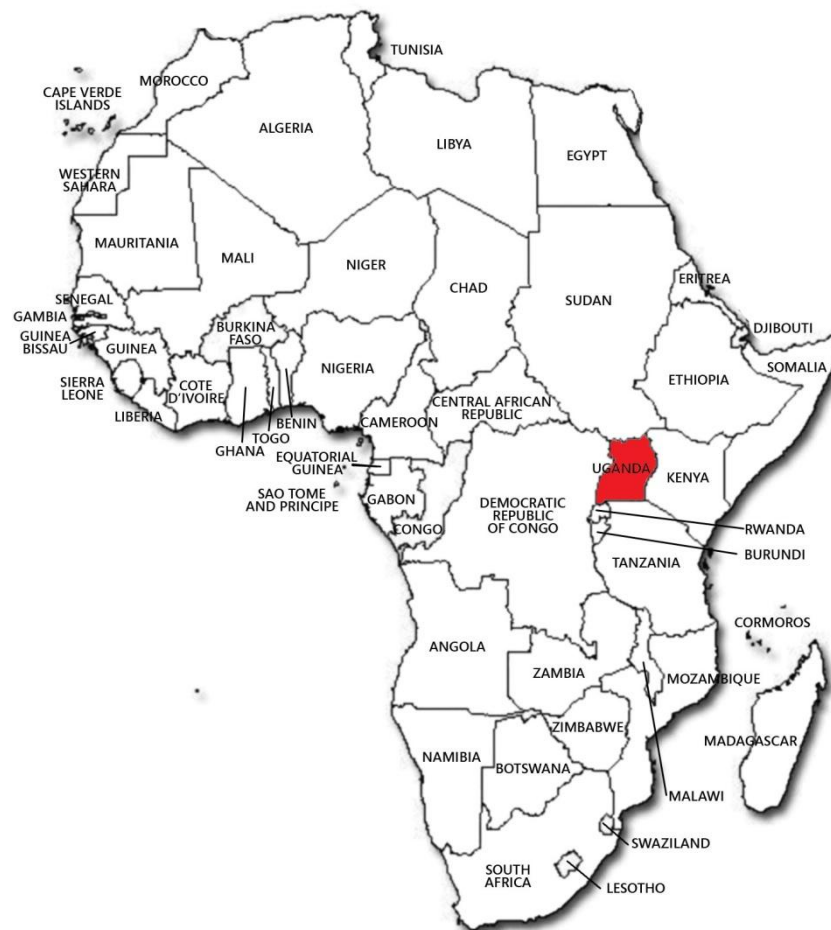 TUNISIA
MOROCCO
CAPE VERDE
ISLANDS
ALGERIA
LIBYA
EGYPT
WESTERN
SAHARA
MAURITANIA
MALI
NIGER
CHAD
SUDAN
ERITREA
SENEGAL
GAMBIA
GUINEA
BISSAU
GUINEA
BURKINA
FASO
DJIBOUTI
NIGERIA
SOMALIA
ETHIOPIA
SIERRA
LEONE
COTE
D'IVOIRE
LIBERIA
BENIN
TOGO
GHANA
CAMEROON
CENTRAL AFRICAN
REPUBLIC
EQUATORIAL
GUINEA
UGANDA
KENYA
SAO TOME
AND PRINCIPE
GABON
CONGO
DEMOCRATIC
REPUBLIC
OF CONGO
RWANDA
BURUNDI
TANZANIA
CORMOROS
ANGOLA
ZAMBIA
MOZAMBIQUE
ZIMBABWE
MADAGASCAR
NAMIBIA
BOTSWANA
MALAWI
SWAZILAND
SOUTH
AFRICA
LESOTHO